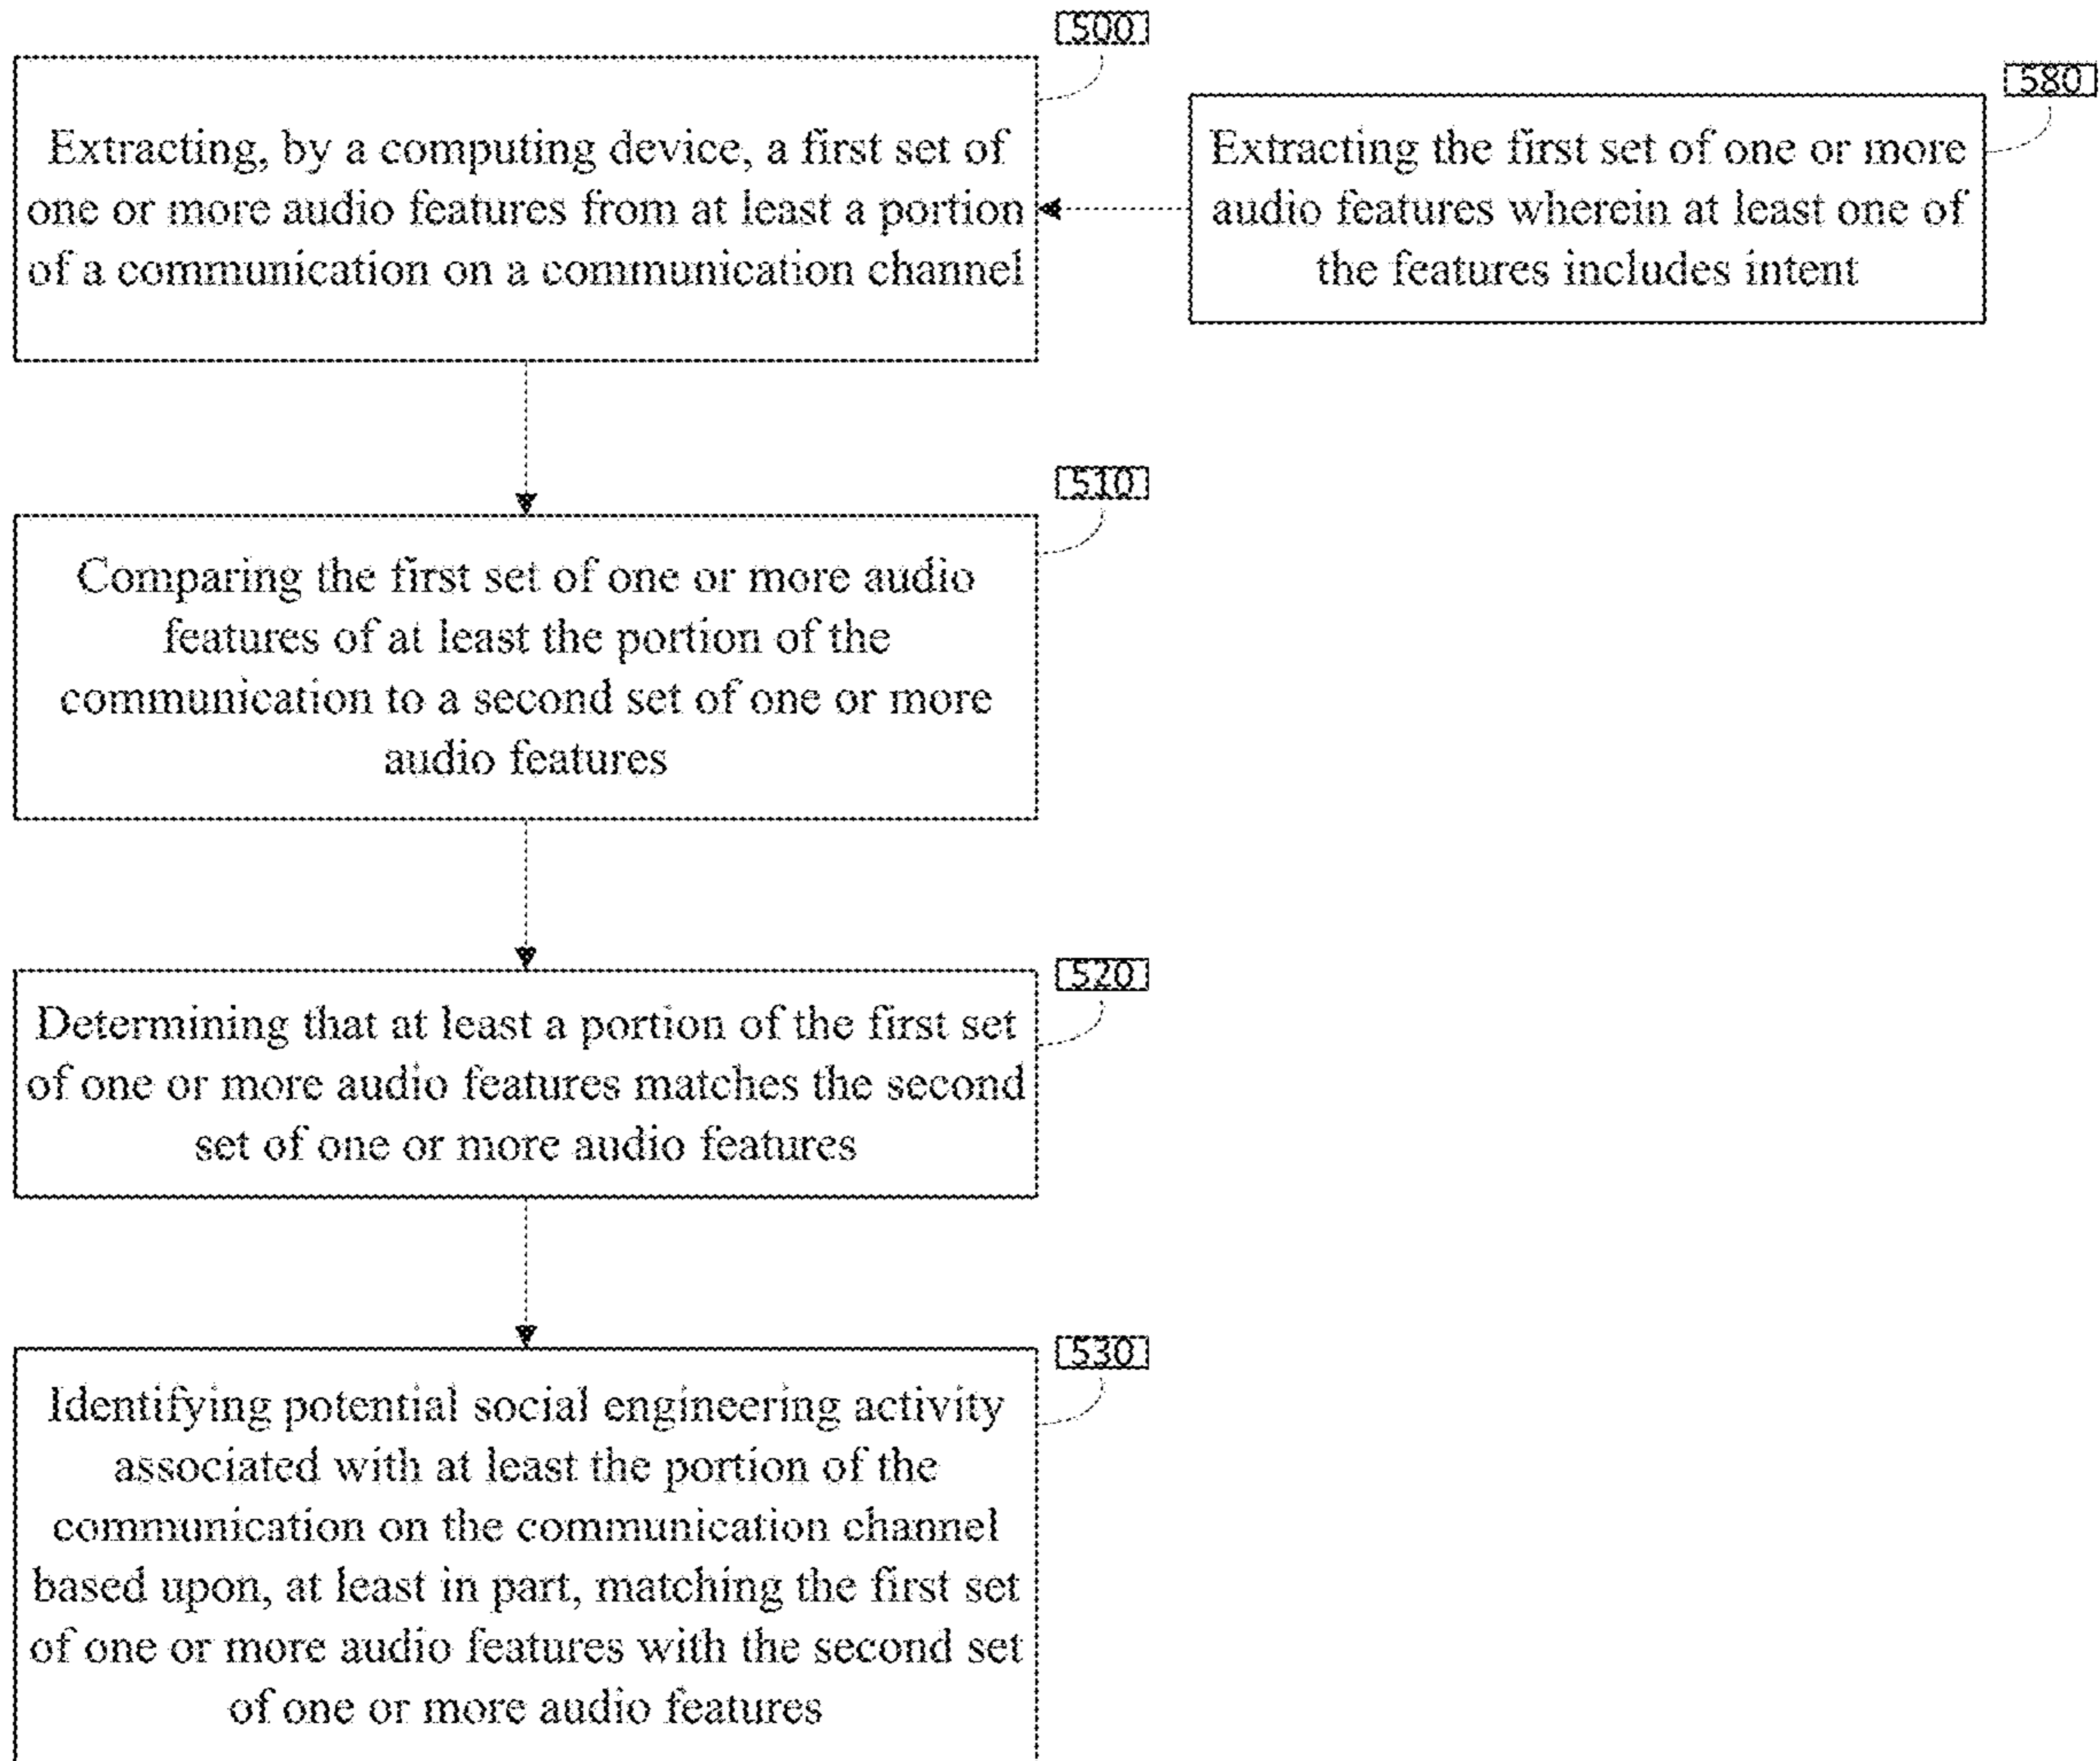 500
Extracting, by a computing device, a first set of
one or more audio features from at least a portion
of a communication on a communication channel
580
Extracting the first set of one or more
audio features wherein at least one of
the features includes intent
510
Comparing the first set of one or more audio
features of at least the portion of the
communication to a second set of one or more
audio features
520
Determining that at least a portion of the first set
of one or more audio features matches the second
set of one or more audio features
530
Identifying potential social engineering activity
associated with at least the portion of the
communication on the communication channel
based upon, at least in part, matching the first set
of one or more audio features with the second set
of one or more audio features